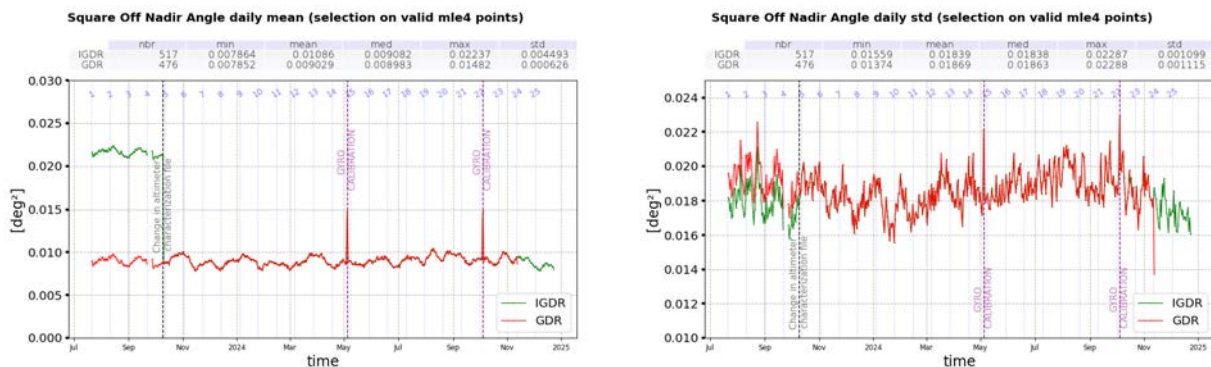 Square Off Nadir Angle daily mean (selection on valid mle4 points)
nbr min mean med max std
IGDR 517 0.007864 0.01086 0.009082 0.02237 0.004493
GDR 476 0.007852 0.009029 0.008983 0.01482 0.000626
0.030
0.025
0.020
0.015
0.010
0.005
0.000
[deg²]
1 2 3 4 5 6 7 8 9 10 11 12 13 14 15 16 17 18 19 20 21 22 23 24 25
Change in altimeter
characterization file
GYRO
CALIBRATION
GYRO
CALIBRATION
IGDR
GDR
Jul Sep Nov 2024 Mar May Jul Sep Nov 2025
time
Square Off Nadir Angle daily std (selection on valid mle4 points)
nbr min mean med max std
IGDR 517 0.01559 0.01839 0.01838 0.02287 0.001099
GDR 476 0.01374 0.01869 0.01863 0.02288 0.001115
0.024
0.022
0.020
0.018
0.016
0.014
0.012
0.010
[deg²]
1 2 3 4 5 6 7 8 9 10 11 12 13 14 15 16 17 18 19 20 21 22 23 24 25
Change in altimeter
characterization file
GYRO
CALIBRATION
GYRO
CALIBRATION
IGDR
GDR
Jul Sep Nov 2024 Mar May Jul Sep Nov 2025
time